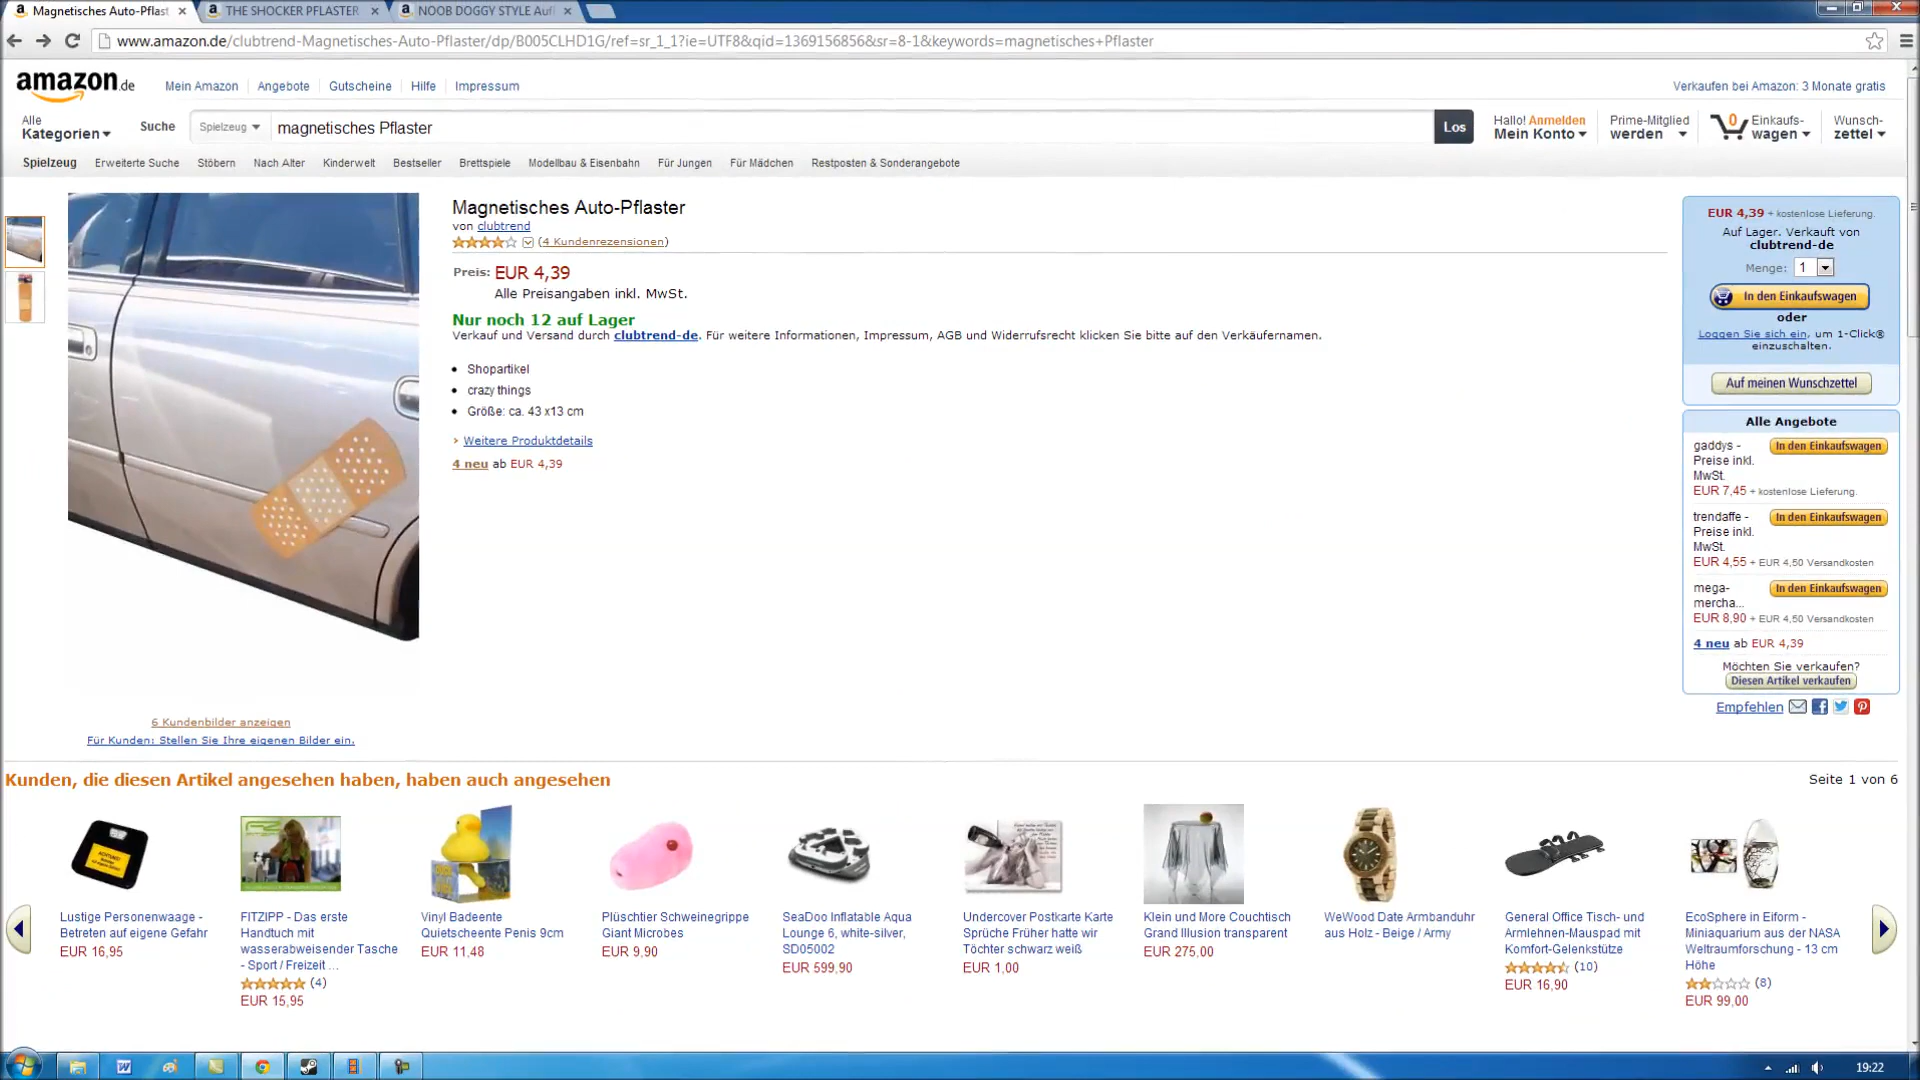 Magnetisches Auto-Pflast
THE SHOCKER PFLASTER
NOOB DOGGY STYLE Auf
www.amazon.de/clubtrend-Magnetisches-Auto-Pflaster/dp/B005CLHD1G/ref=sr_1_1?ie=UTF8&qid=1369156856&sr=8-1&keywords=magnetisches+Pflaster
amazon.de
Mein Amazon Angebote Gutscheine Hilfe Impressum
Verkaufen bei Amazon: 3 Monate gratis
Alle Kategorien
Suche
Spielzeug
magnetisches Pflaster
Los
Hallo! Anmelden
Mein Konto
Prime-Mitglied
werden
0
Einkaufs-
wagen
Wunsch-
zettel
Spielzeug Erweiterte Suche Stöbern Nach Alter Kinderwelt Bestseller Brettspiele Modellbau & Eisenbahn Für Jungen Für Mädchen Restposten & Sonderangebote
Magnetisches Auto-Pflaster
von clubtrend
(4 Kundenrezensionen)
Preis: EUR 4,39
Alle Preisangaben inkl. MwSt.
Nur noch 12 auf Lager
Verkauf und Versand durch clubtrend-de. Für weitere Informationen, Impressum, AGB und Widerrufsrecht klicken Sie bitte auf den Verkäufernamen.
Shopartikel
crazy things
Größe: ca. 43 x13 cm
Weitere Produktdetails
4 neu ab EUR 4,39
6 Kundenbilder anzeigen
Für Kunden: Stellen Sie Ihre eigenen Bilder ein.
EUR 4,39 + kostenlose Lieferung.
Auf Lager. Verkauft von
clubtrend-de
Menge: 1
In den Einkaufswagen
oder
Loggen Sie sich ein, um 1-Click®
einzuschalten.
Auf meinen Wunschzettel
Alle Angebote
gaddys -
Preise inkl.
MwSt.
In den Einkaufswagen
EUR 7,45 + kostenlose Lieferung.
trendaffe -
Preise inkl.
MwSt.
In den Einkaufswagen
EUR 4,55 + EUR 4,50 Versandkosten
mega-
mercha...
In den Einkaufswagen
EUR 8,90 + EUR 4,50 Versandkosten
4 neu ab EUR 4,39
Möchten Sie verkaufen?
Diesen Artikel verkaufen
Empfehlen
Kunden, die diesen Artikel angesehen haben, haben auch angesehen
Seite 1 von 6
Lustige Personenwaage -
Betreten auf eigene Gefahr
EUR 16,95
FITZIPP - Das erste
Handtuch mit
wasserabweisender Tasche
- Sport / Freizeit ...
(4)
EUR 15,95
Vinyl Badeente
Quietscheente Penis 9cm
EUR 11,48
Plüschtier Schweinegrippe
Giant Microbes
EUR 9,90
SeaDoo Inflatable Aqua
Lounge 6, white-silver,
SD05002
EUR 599,90
Undercover Postkarte Karte
Sprüche Früher hatte wir
Töchter schwarz weiß
EUR 1,00
Klein und More Couchtisch
Grand Illusion transparent
EUR 275,00
WeWood Date Armbanduhr
aus Holz - Beige / Army
General Office Tisch- und
Armlehnen-Mauspad mit
Komfort-Gelenkstütze
(10)
EUR 16,90
EcoSphere in Eiform -
Miniaquarium aus der NASA
Weltraumforschung - 13 cm
Höhe
(8)
EUR 99,00
19:22